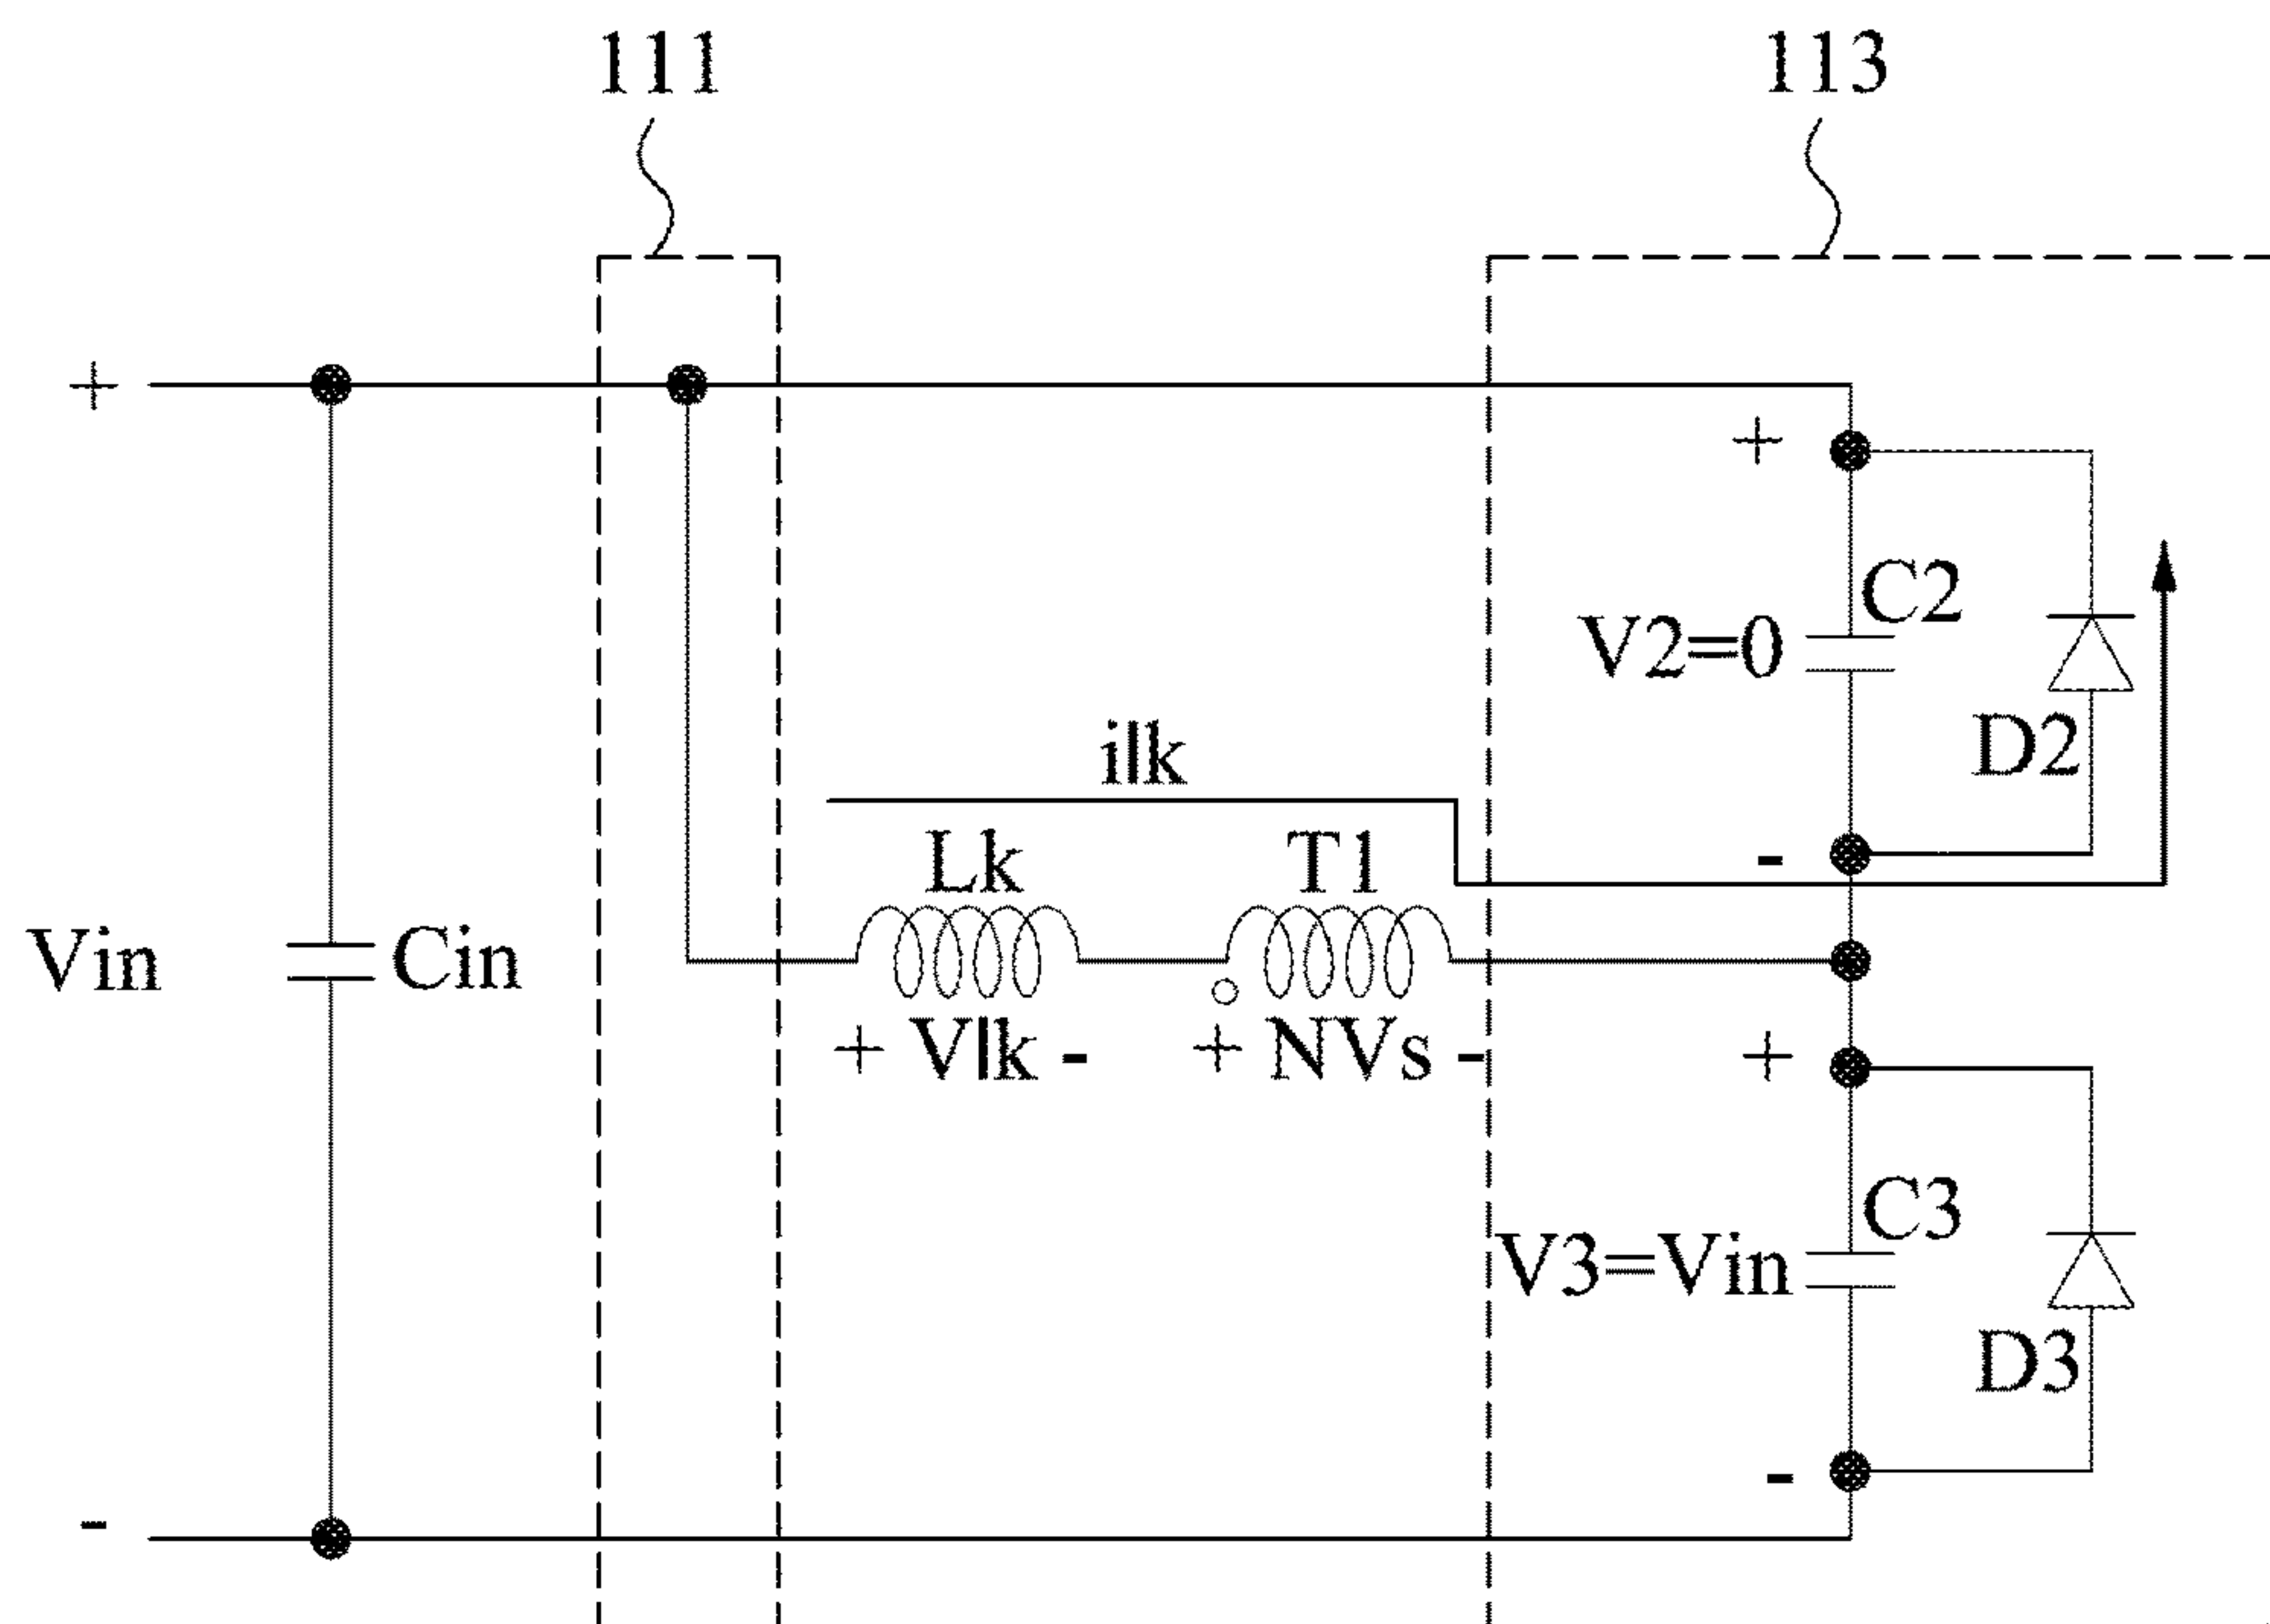 111
113
+
+
C2
V2=0
D2
ilk
-
Lk
T1
Vin
Cin
+ Vlk -
+ NVs -
+
C3
V3=Vin
D3
-
-